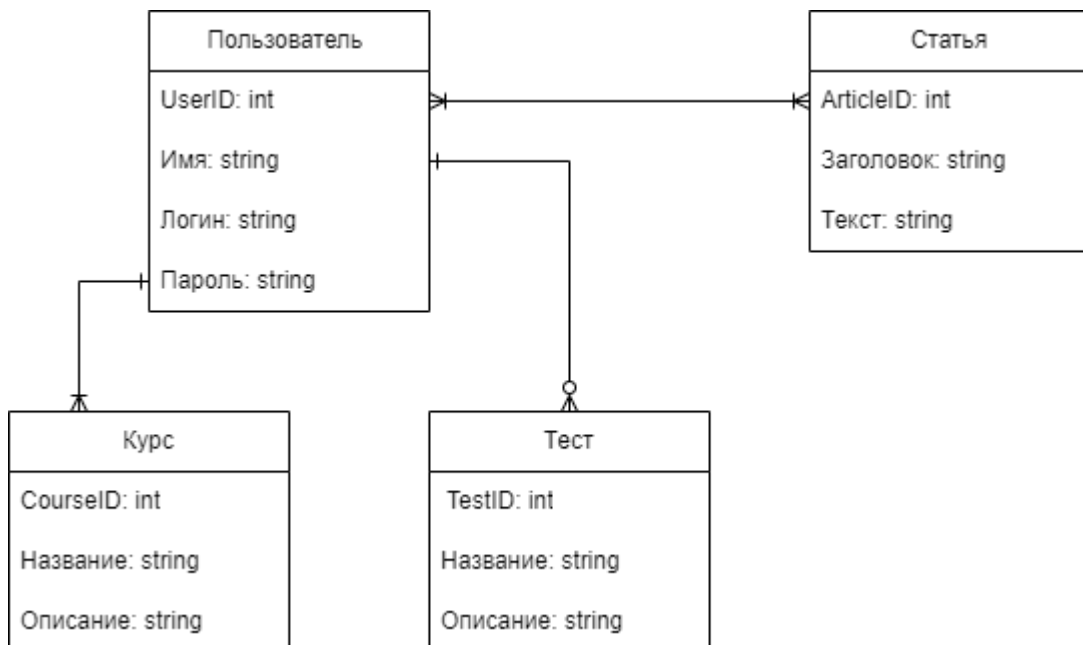 Пользователь
UserID: int
Имя: string
Логин: string
Пароль: string
Статья
ArticleID: int
Заголовок: string
Текст: string
Курс
CourseID: int
Название: string
Описание: string
Тест
TestID: int
Название: string
Описание: string